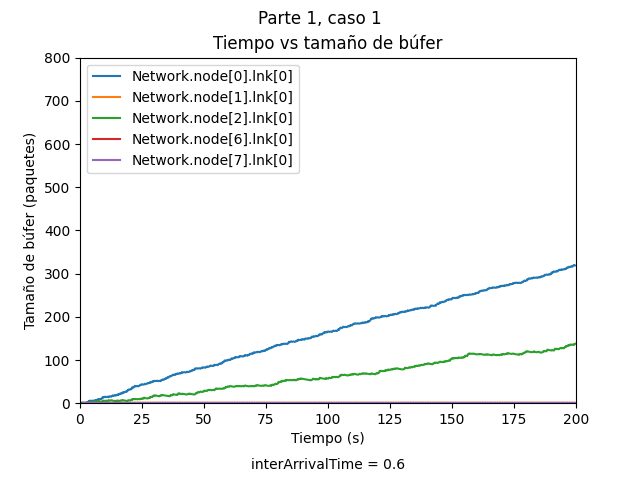 Parte 1, caso 1
Tiempo vs tamaño de búfer
Network.node[0].lnk[0]
Network.node[1].lnk[0]
Network.node[2].lnk[0]
Network.node[6].lnk[0]
Network.node[7].lnk[0]
Tamaño de búfer (paquetes)
800
700
600
500
400
300
200
100
0
0 25 50 75 100 125 150 175 200
Tiempo (s)
interArrivalTime = 0.6